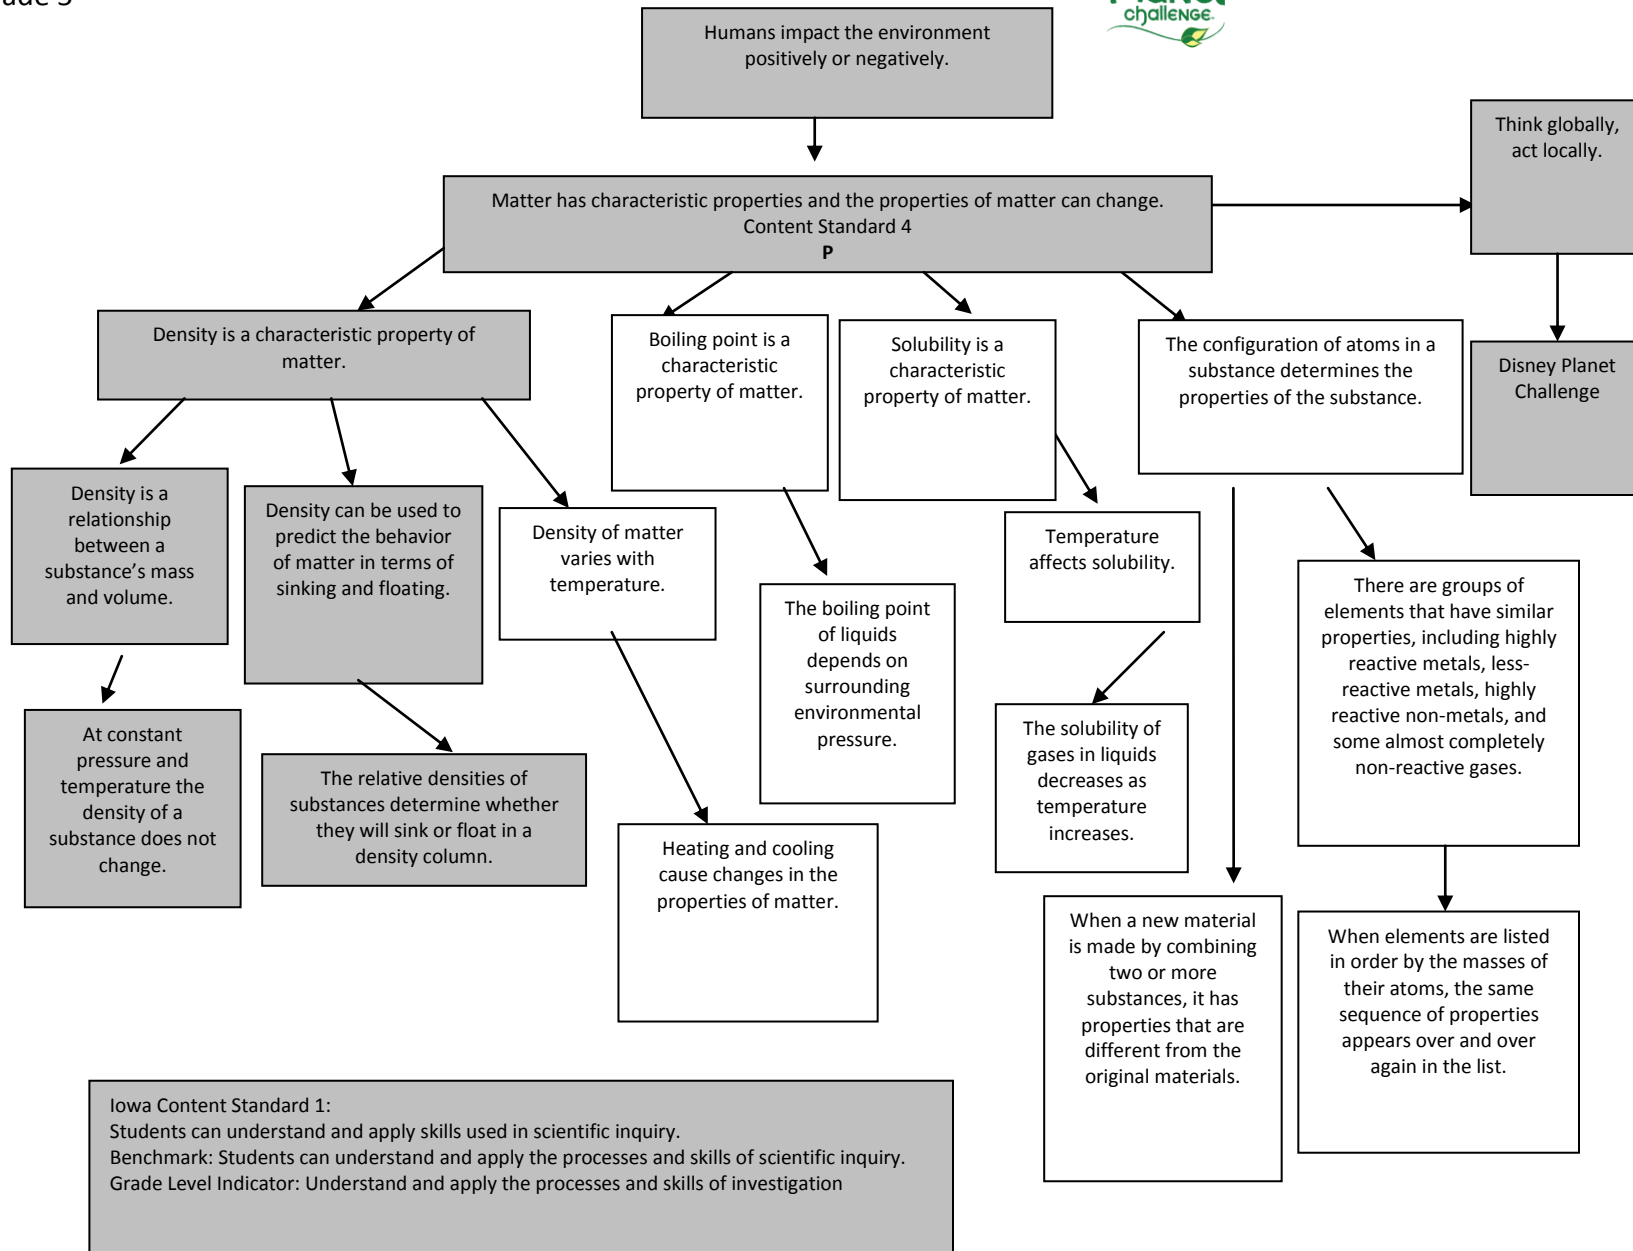 Planet
challenge
Humans impact the environment
positively or negatively.
Think globally,
act locally.
Matter has characteristic properties and the properties of matter can change.
Content Standard 4
P
Density is a characteristic property of
matter.
Boiling point is a
characteristic
property of matter.
Solubility is a
characteristic
property of matter.
The configuration of atoms in a
substance determines the
properties of the substance.
Disney Planet
Challenge
Density is a
relationship
between a
substance’s mass
and volume.
Density can be used to
predict the behavior
of matter in terms of
sinking and floating.
Density of matter
varies with
temperature.
Temperature
affects solubility.
The boiling point
of liquids
depends on
surrounding
environmental
pressure.
There are groups of
elements that have similar
properties, including highly
reactive metals, less-
reactive metals, highly
reactive non-metals, and
some almost completely
non-reactive gases.
At constant
pressure and
temperature the
density of a
substance does not
change.
The relative densities of
substances determine whether
they will sink or float in a
density column.
The solubility of
gases in liquids
decreases as
temperature
increases.
Heating and cooling
cause changes in the
properties of matter.
When a new material
is made by combining
two or more
substances, it has
properties that are
different from the
original materials.
When elements are listed
in order by the masses of
their atoms, the same
sequence of properties
appears over and over
again in the list.
Iowa Content Standard 1:
Students can understand and apply skills used in scientific inquiry.
Benchmark: Students can understand and apply the processes and skills of scientific inquiry.
Grade Level Indicator: Understand and apply the processes and skills of investigation